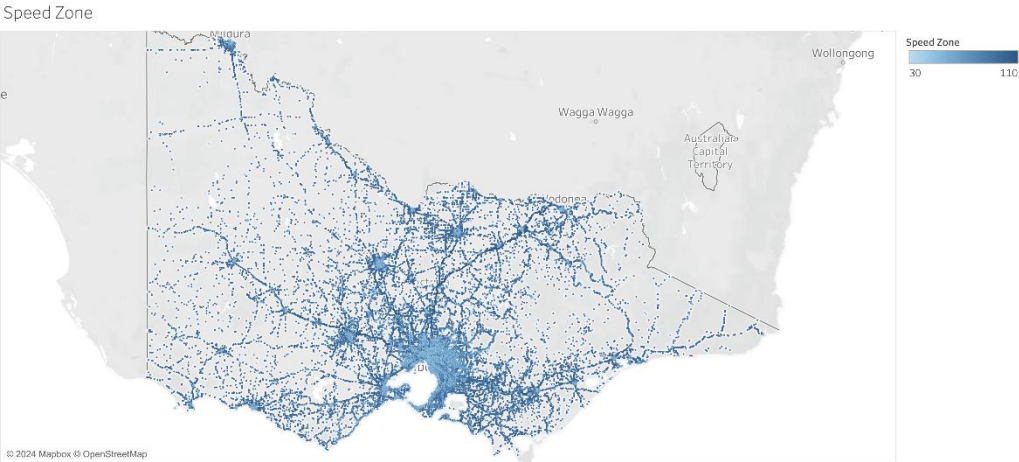 Speed Zone
Mildura
Wollongong
Speed Zone
30 110
e
Wagga Wagga
Australian
Capital
Territory
Wodonga
© 2024 Mapbox © OpenStreetMap